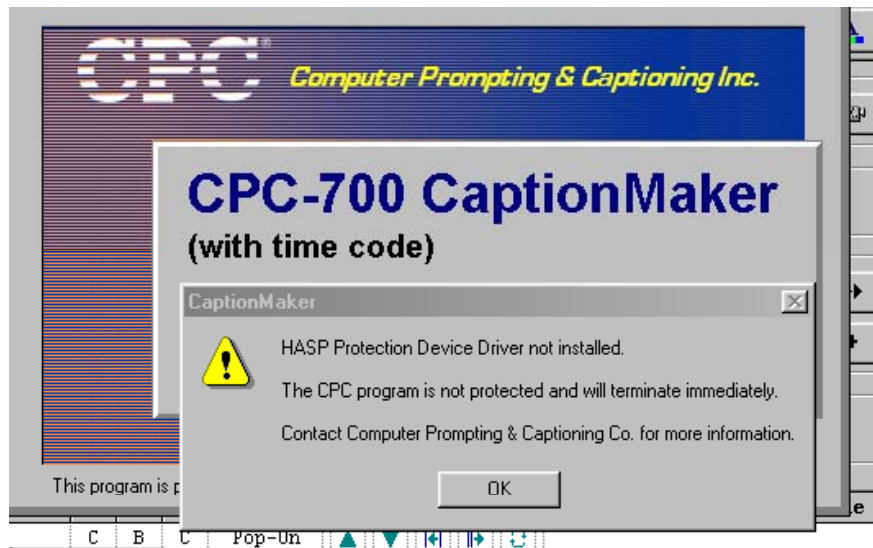 CPC®
Computer Prompting & Captioning Inc.
CPC-700 CaptionMaker
(with time code)
CaptionMaker
HASP Protection Device Driver not installed.
The CPC program is not protected and will terminate immediately.
Contact Computer Prompting & Captioning Co. for more information.
OK
This program is p
C B C Pop-On